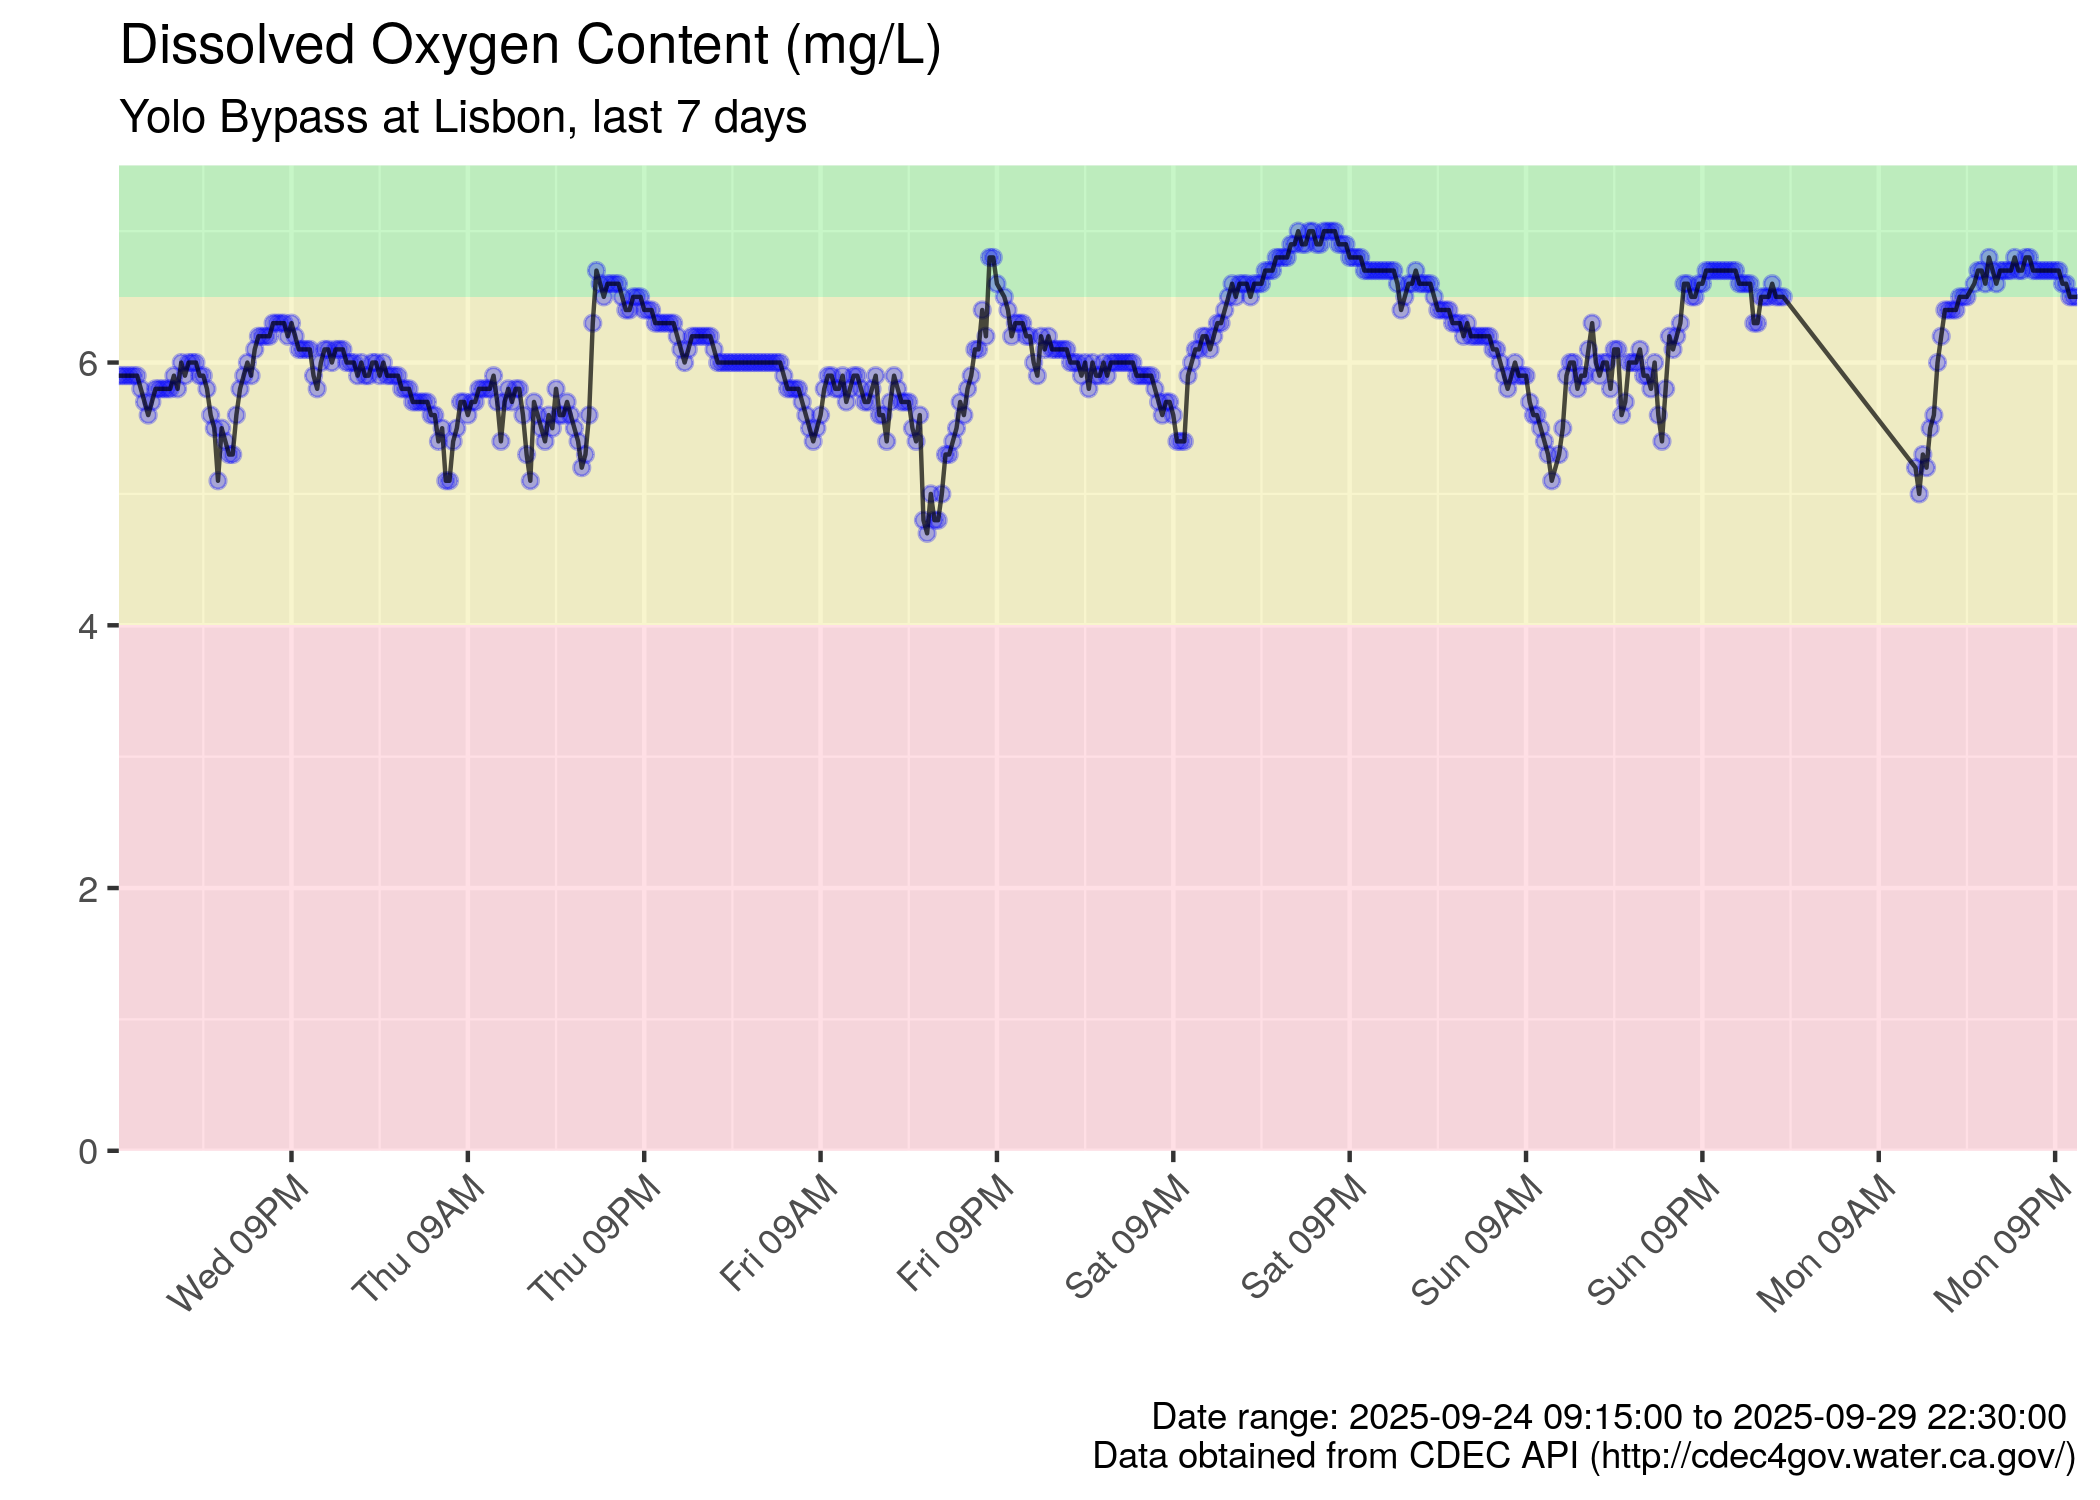 Dissolved Oxygen Content (mg/L)
Yolo Bypass at Lisbon, last 7 days
6
4
2
0
Wed 09PM
Thu 09AM
Thu 09PM
Fri 09AM
Fri 09PM
Sat 09AM
Sat 09PM
Sun 09AM
Sun 09PM
Mon 09AM
Mon 09PM
Date range: 2025-09-24 09:15:00 to 2025-09-29 22:30:00
Data obtained from CDEC API (http://cdec4gov.water.ca.gov/)